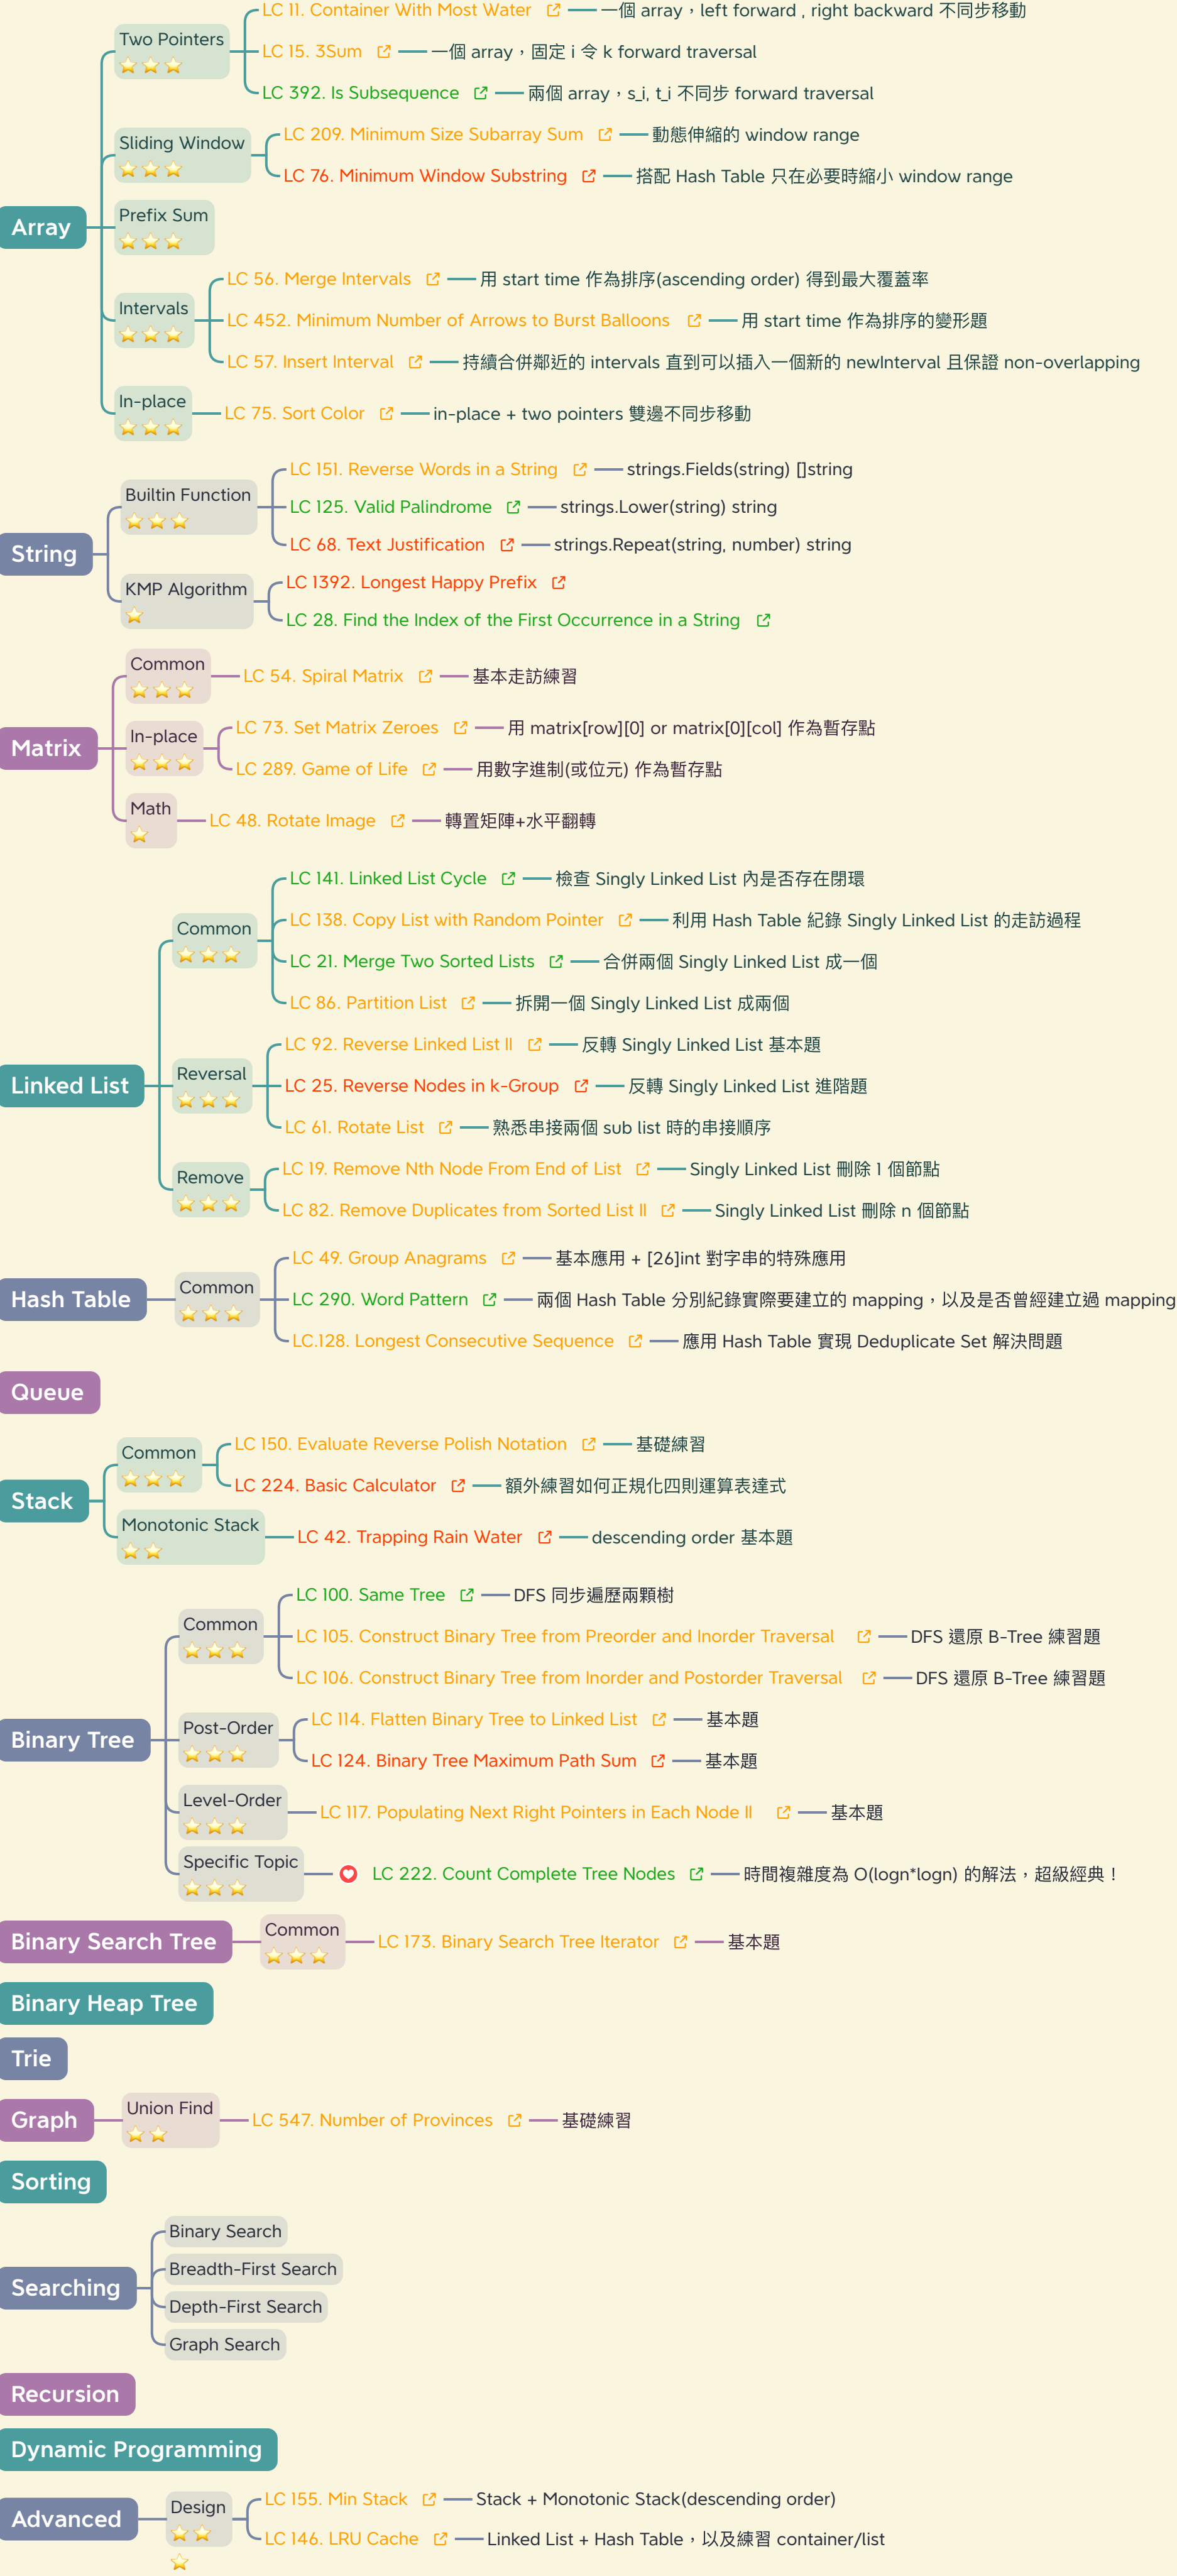 Array
Two Pointers
LC 11. Container With Most Water 一個 array，left forward , right backward 不同步移動
LC 15. 3Sum 一個 array，固定 i 令 k forward traversal
LC 392. Is Subsequence 兩個 array，s_i, t_i 不同步 forward traversal
Sliding Window
LC 209. Minimum Size Subarray Sum 動態伸縮的 window range
LC 76. Minimum Window Substring 搭配 Hash Table 只在必要時縮小 window range
Prefix Sum
Intervals
LC 56. Merge Intervals 用 start time 作為排序(ascending order) 得到最大覆蓋率
LC 452. Minimum Number of Arrows to Burst Balloons 用 start time 作為排序的變形題
LC 57. Insert Interval 持續合併鄰近的 intervals 直到可以插入一個新的 newInterval 且保證 non-overlapping
In-place
LC 75. Sort Color in-place + two pointers 雙邊不同步移動
String
Builtin Function
LC 151. Reverse Words in a String strings.Fields(string) []string
LC 125. Valid Palindrome strings.Lower(string) string
LC 68. Text Justification strings.Repeat(string, number) string
KMP Algorithm
LC 1392. Longest Happy Prefix
LC 28. Find the Index of the First Occurrence in a String
Matrix
Common
LC 54. Spiral Matrix 基本走訪練習
In-place
LC 73. Set Matrix Zeroes 用 matrix[row][0] or matrix[0][col] 作為暫存點
LC 289. Game of Life 用數字進制(或位元) 作為暫存點
Math
LC 48. Rotate Image 轉置矩陣+水平翻轉
Linked List
Common
LC 141. Linked List Cycle 檢查 Singly Linked List 內是否存在閉環
LC 138. Copy List with Random Pointer 利用 Hash Table 紀錄 Singly Linked List 的走訪過程
LC 21. Merge Two Sorted Lists 合併兩個 Singly Linked List 成一個
LC 86. Partition List 拆開一個 Singly Linked List 成兩個
Reversal
LC 92. Reverse Linked List II 反轉 Singly Linked List 基本題
LC 25. Reverse Nodes in k-Group 反轉 Singly Linked List 進階題
LC 61. Rotate List 熟悉串接兩個 sub list 時的串接順序
Remove
LC 19. Remove Nth Node From End of List Singly Linked List 刪除 1 個節點
LC 82. Remove Duplicates from Sorted List II Singly Linked List 刪除 n 個節點
Hash Table
Common
LC 49. Group Anagrams 基本應用 + [26]int 對字串的特殊應用
LC 290. Word Pattern 兩個 Hash Table 分別紀錄實際要建立的 mapping，以及是否曾經建立過 mapping
LC.128. Longest Consecutive Sequence 應用 Hash Table 實現 Deduplicate Set 解決問題
Queue
Stack
Common
LC 150. Evaluate Reverse Polish Notation 基礎練習
LC 224. Basic Calculator 額外練習如何正規化四則運算表達式
Monotonic Stack
LC 42. Trapping Rain Water descending order 基本題
Binary Tree
Common
LC 100. Same Tree DFS 同步遍歷兩顆樹
LC 105. Construct Binary Tree from Preorder and Inorder Traversal DFS 還原 B-Tree 練習題
LC 106. Construct Binary Tree from Inorder and Postorder Traversal DFS 還原 B-Tree 練習題
Post-Order
LC 114. Flatten Binary Tree to Linked List 基本題
LC 124. Binary Tree Maximum Path Sum 基本題
Level-Order
LC 117. Populating Next Right Pointers in Each Node II 基本題
Specific Topic
LC 222. Count Complete Tree Nodes 時間複雜度為 O(logn*logn) 的解法，超級經典！
Binary Search Tree
Common
LC 173. Binary Search Tree Iterator 基本題
Binary Heap Tree
Trie
Graph
Union Find
LC 547. Number of Provinces 基礎練習
Sorting
Searching
Binary Search
Breadth-First Search
Depth-First Search
Graph Search
Recursion
Dynamic Programming
Advanced
Design
LC 155. Min Stack Stack + Monotonic Stack(descending order)
LC 146. LRU Cache Linked List + Hash Table，以及練習 container/list